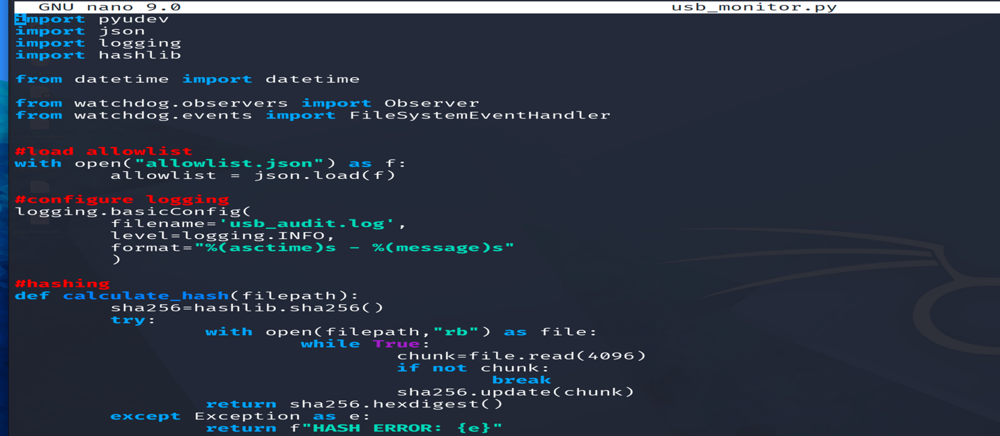 GNU nano 9.0 usb_monitor.py
import pyudev
import json
import logging
import hashlib
from datetime import datetime
from watchdog.observers import Observer
from watchdog.events import FileSystemEventHandler
#load allowlist
with open("allowlist.json") as f:
        allowlist = json.load(f)
#configure logging
logging.basicConfig(
        filename='usb_audit.log',
        level=logging.INFO,
        format="%(asctime)s - %(message)s"
        )
#hashing
def calculate_hash(filepath):
        sha256=hashlib.sha256()
        try:
                with open(filepath,"rb") as file:
                        while True:
                                chunk=file.read(4096)
                                if not chunk:
                                        break
                                sha256.update(chunk)
                return sha256.hexdigest()
        except Exception as e:
                return f"HASH ERROR: {e}"